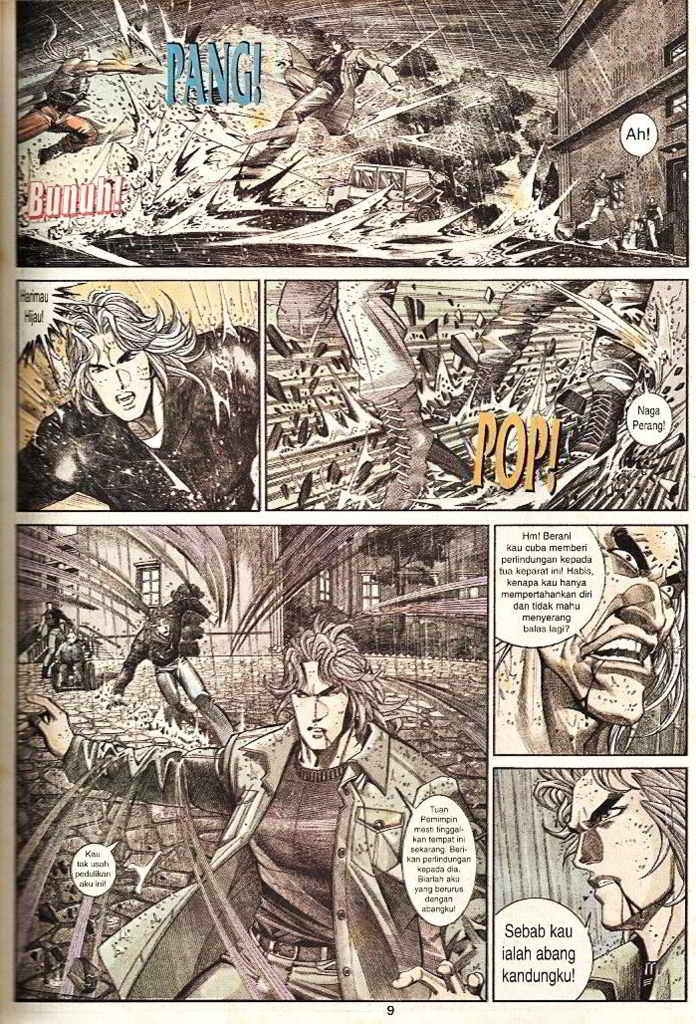 PANG!
Bunuh!
Ah!
Harimau
Hijau!
POP!
Naga
Perang!
Kau
tak usah
pedulikan
aku ini!
Tuan
Pemimpin
mesti tinggal-
kan tempat ini
sekarang. Beri-
kan perlindungan
kepada dia.
Biarlah aku
yang berurus
dengan
abangku!
Hm! Berani
kau cuba memberi
perlindungan kepada
tua keparat ini! Habis,
kenapa kau hanya
mempertahankan diri
dan tidak mahu
menyerang
balas lagi?
Sebab kau
ialah abang
kandungku!
9